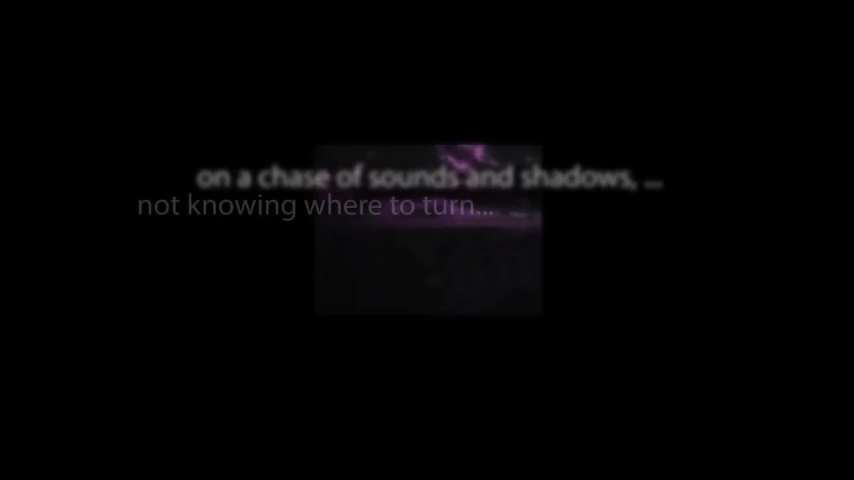 on a chase of sounds and shadows, ...
not knowing where to turn...